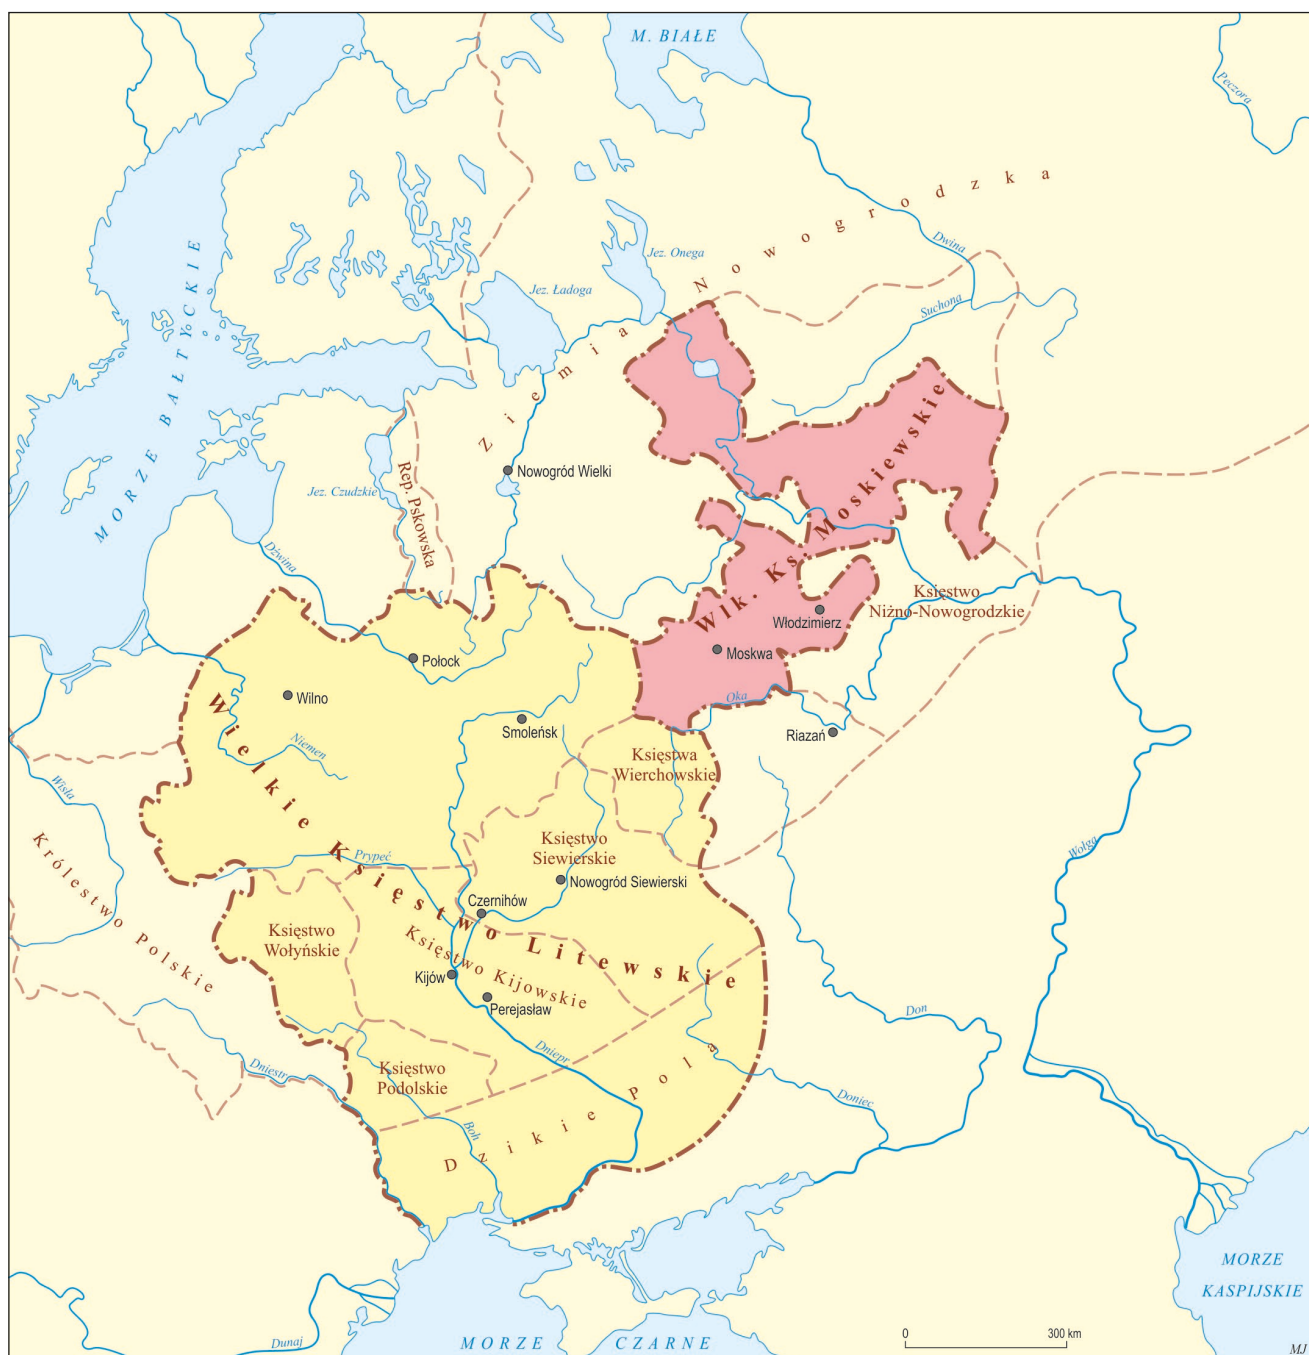 M. BIAŁE
Peczora
Ziemia Nowogrodzka
Dwina
Jez. Onega
Jez. Ładoga
Suchona
MORZE BAŁTYCKIE
Nowogród Wielki
Jez. Czudzkie
Rep. Pskowska
Wlk. Ks. Moskiewskie
Dźwina
Księstwo
Niżno-Nowogrodzkie
Włodzimierz
Moskwa
Połock
Wilno
Oka
Smoleńsk
Riazań
Niemen
Księstwa
Wierchowskie
Wisła
Wielkie Księstwo Litewskie
Księstwo
Siewierskie
Wołga
Prypeć
Królestwo Polskie
Nowogród Siewierski
Czernihów
Księstwo
Wołyńskie
Księstwo Kijowskie
Kijów
Perejasław
Don
Dniepr
Księstwo
Podolskie
Dniestr
Dzikie Pola
Doniec
Boh
MORZE
KASPIJSKIE
Dunaj
MORZE CZARNE
0 300 km
MJ